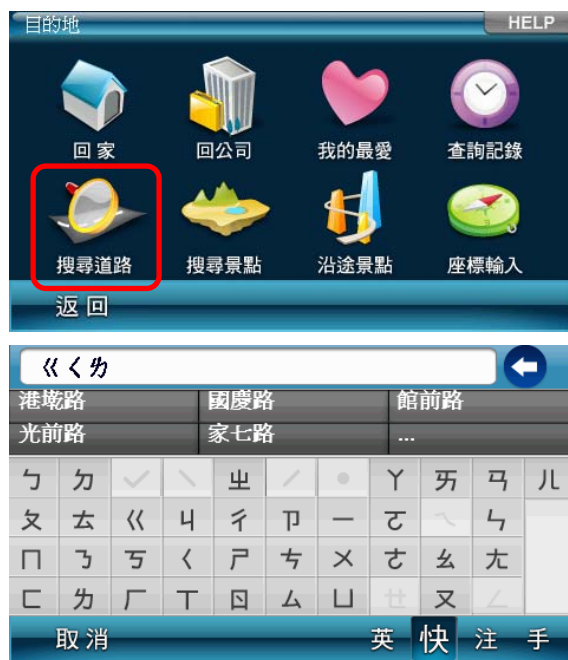 目的地 HELP
回家 回公司 我的最愛 查詢記錄
搜尋道路 搜尋景點 沿途景點 座標輸入
返回
ㄍㄑㄌ
港墘路 國慶路 館前路
光前路 家七路 ...
ㄅ ㄉ ˇ ˋ ㄓ ˊ ˙ ㄚ ㄞ ㄢ ㄦ
ㄆ ㄊ ㄍ ㄐ ㄔ ㄗ ㄧ ㄛ ㄟ ㄣ
ㄇ ㄋ ㄎ ㄑ ㄕ ㄘ ㄨ ㄜ ㄠ ㄤ
ㄈ ㄌ ㄏ ㄒ ㄖ ㄙ ㄩ ㄝ ㄡ ㄥ
取消 英 快 注 手